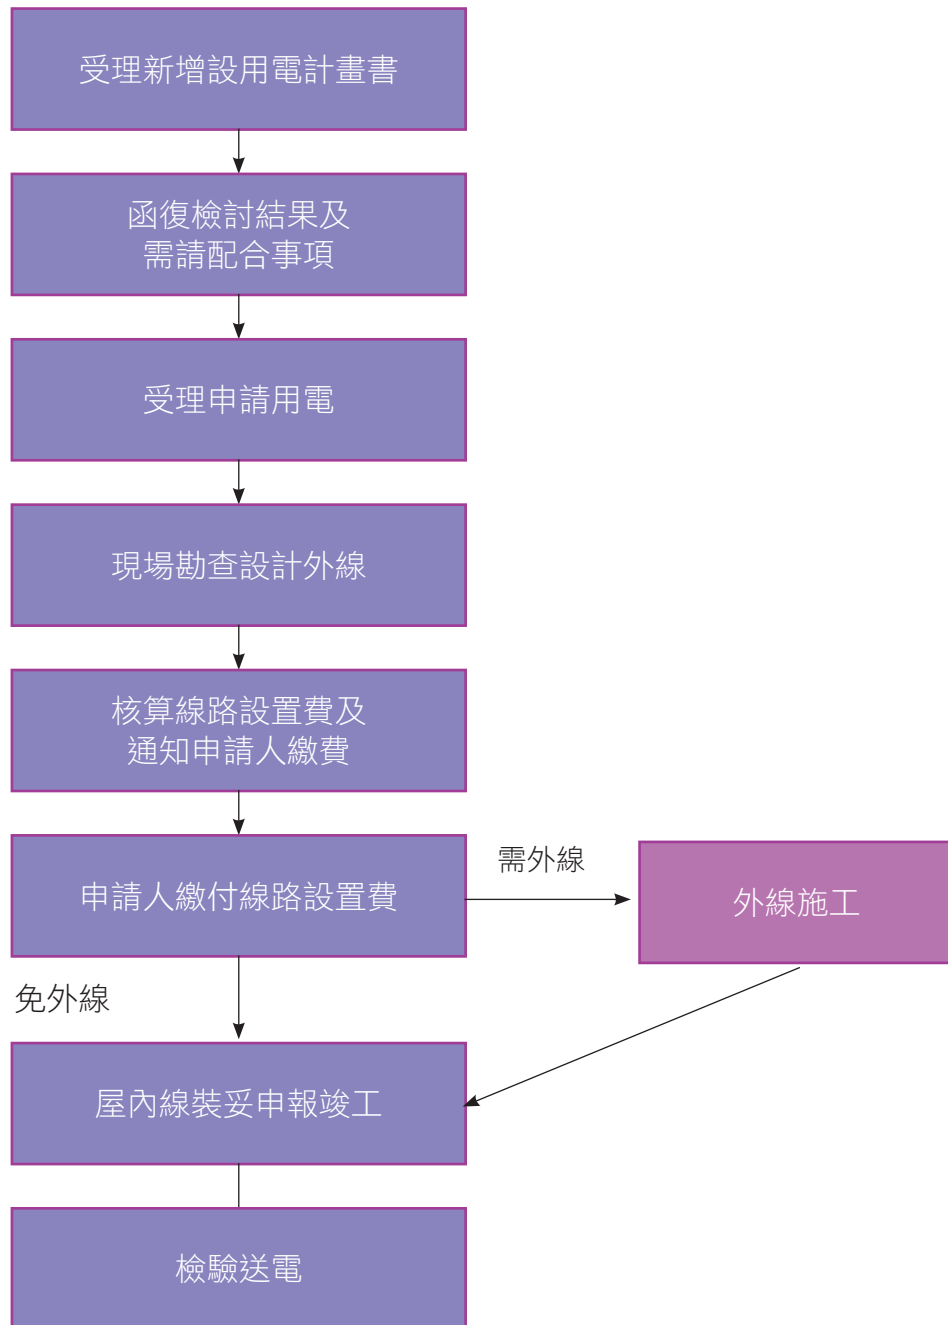 受理新增設用電計畫書
函復檢討結果及
需請配合事項
受理申請用電
現場勘查設計外線
核算線路設置費及
通知申請人繳費
申請人繳付線路設置費
需外線
外線施工
免外線
屋內線裝妥申報竣工
檢驗送電